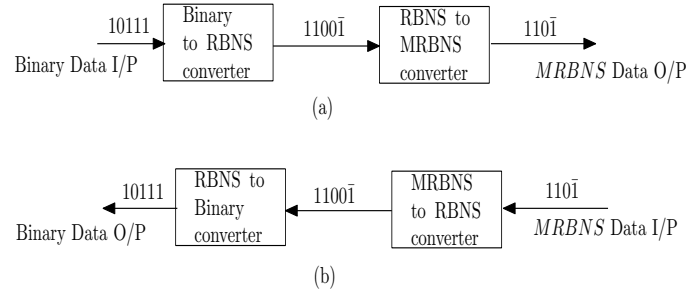 10111
Binary Data I/P
Binary
to RBNS
converter
11001̄
RBNS to
MRBNS
converter
1101̄
MRBNS Data O/P
(a)
10111
Binary Data O/P
RBNS to
Binary
converter
11001̄
MRBNS
to RBNS
converter
1101̄
MRBNS Data I/P
(b)